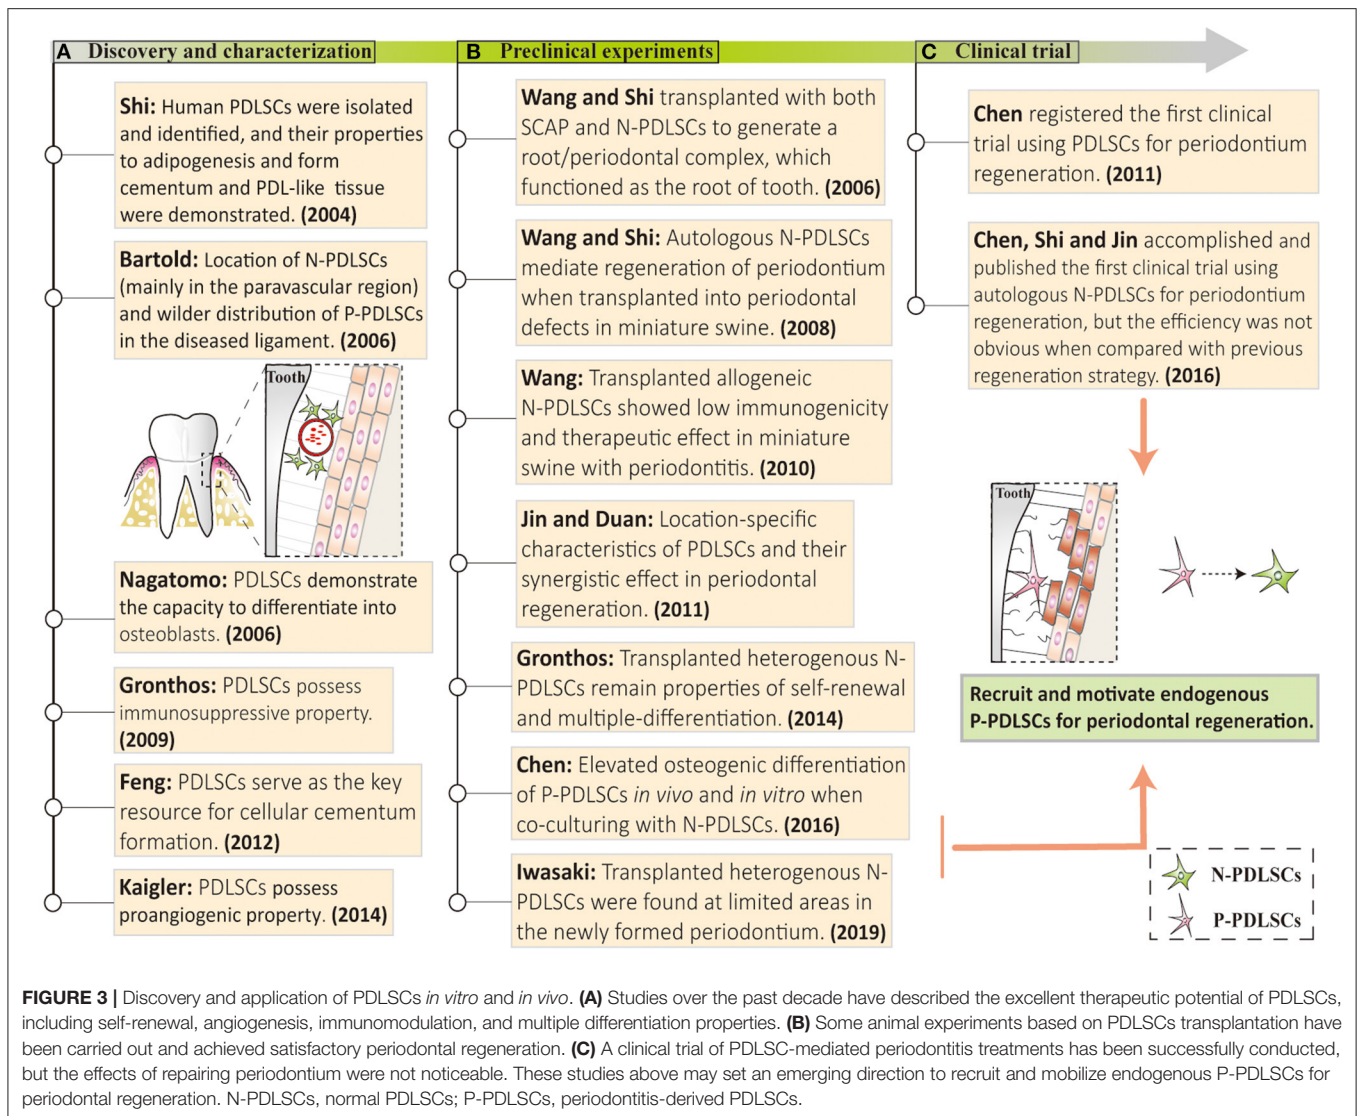 A Discovery and characterization
Shi: Human PDLSCs were isolated
and identified, and their properties
to adipogenesis and form
cementum and PDL-like tissue
were demonstrated. (2004)
Bartold: Location of N-PDLSCs
(mainly in the paravascular region)
and wilder distribution of P-PDLSCs
in the diseased ligament. (2006)
Tooth
Nagatomo: PDLSCs demonstrate
the capacity to differentiate into
osteoblasts. (2006)
Gronthos: PDLSCs possess
immunosuppressive property.
(2009)
Feng: PDLSCs serve as the key
resource for cellular cementum
formation. (2012)
Kaigler: PDLSCs possess
proangiogenic property. (2014)
B Preclinical experiments
Wang and Shi transplanted with both
SCAP and N-PDLSCs to generate a
root/periodontal complex, which
functioned as the root of tooth. (2006)
Wang and Shi: Autologous N-PDLSCs
mediate regeneration of periodontium
when transplanted into periodontal
defects in miniature swine. (2008)
Wang: Transplanted allogeneic
N-PDLSCs showed low immunogenicity
and therapeutic effect in miniature
swine with periodontitis. (2010)
Jin and Duan: Location-specific
characteristics of PDLSCs and their
synergistic effect in periodontal
regeneration. (2011)
Gronthos: Transplanted heterogenous N-
PDLSCs remain properties of self-renewal
and multiple-differentiation. (2014)
Chen: Elevated osteogenic differentiation
of P-PDLSCs in vivo and in vitro when
co-culturing with N-PDLSCs. (2016)
Iwasaki: Transplanted heterogenous N-
PDLSCs were found at limited areas in
the newly formed periodontium. (2019)
C Clinical trial
Chen registered the first clinical
trial using PDLSCs for periodontium
regeneration. (2011)
Chen, Shi and Jin accomplished and
published the first clinical trial using
autologous N-PDLSCs for periodontium
regeneration, but the efficiency was not
obvious when compared with previous
regeneration strategy. (2016)
Tooth
Recruit and motivate endogenous
P-PDLSCs for periodontal regeneration.
N-PDLSCs
P-PDLSCs
FIGURE 3 | Discovery and application of PDLSCs in vitro and in vivo. (A) Studies over the past decade have described the excellent therapeutic potential of PDLSCs,
including self-renewal, angiogenesis, immunomodulation, and multiple differentiation properties. (B) Some animal experiments based on PDLSCs transplantation have
been carried out and achieved satisfactory periodontal regeneration. (C) A clinical trial of PDLSC-mediated periodontitis treatments has been successfully conducted,
but the effects of repairing periodontium were not noticeable. These studies above may set an emerging direction to recruit and mobilize endogenous P-PDLSCs for
periodontal regeneration. N-PDLSCs, normal PDLSCs; P-PDLSCs, periodontitis-derived PDLSCs.